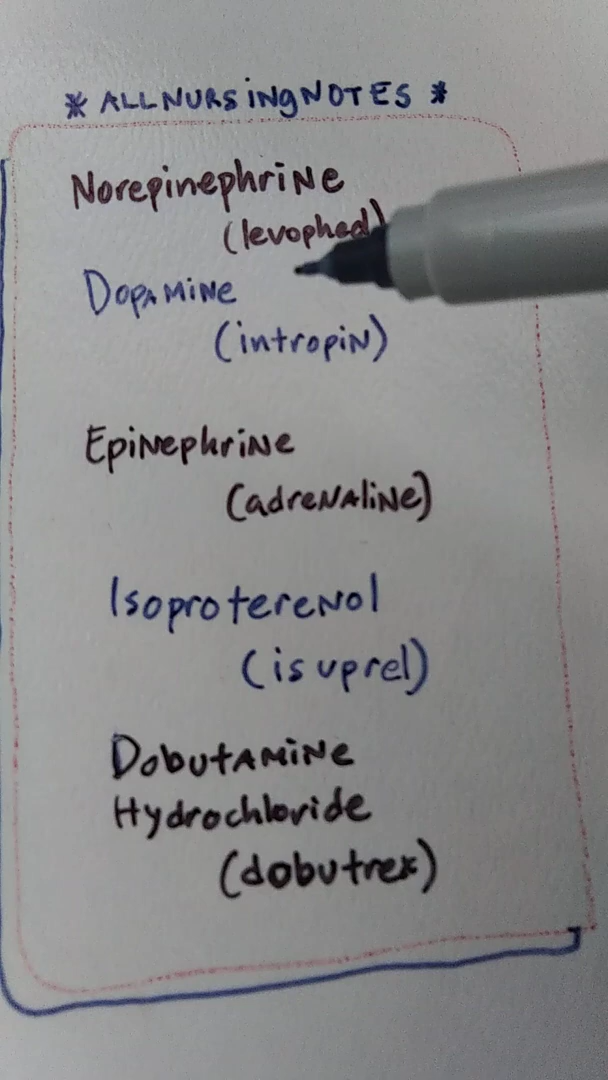 * ALLNURSINGNOTES *
Norepinephrine
(levophed)
Dopamine
(intropin)
Epinephrine
(adrenaline)
Isoproterenol
(isuprel)
Dobutamine
Hydrochloride
(dobutrex)